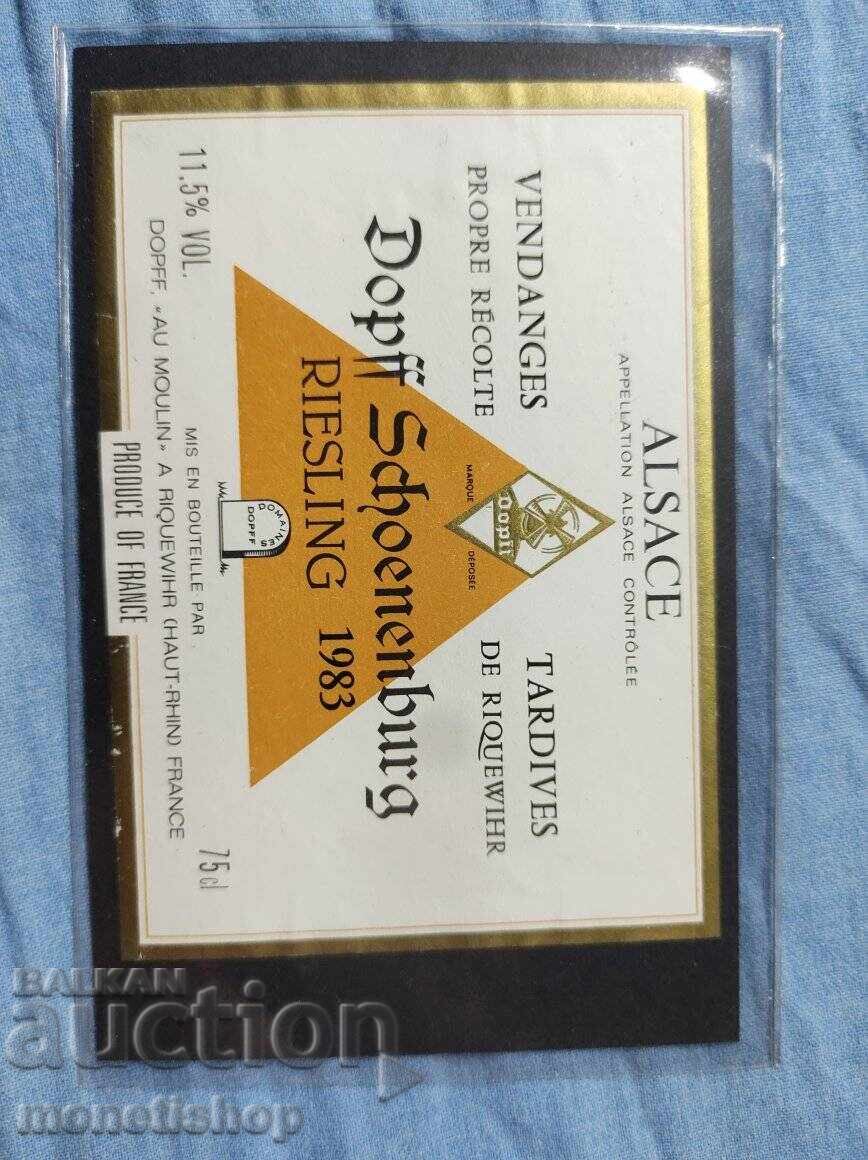 ALSACE
APPELLATION ALSACE CONTRÔLÉE
VENDANGES TARDIVES
PROPRE RÉCOLTE DE RIQUEWIHR
Dopff
MARQUE DÉPOSÉE
Dopff Schoenenburg
RIESLING 1983
DOMAINES
DOPFF
11.5% VOL. MIS EN BOUTEILLE PAR 75 cl
DOPFF, «AU MOULIN» A RIQUEWIHR (HAUT-RHIN) FRANCE
PRODUCE OF FRANCE
BALKAN
auction
monetishop